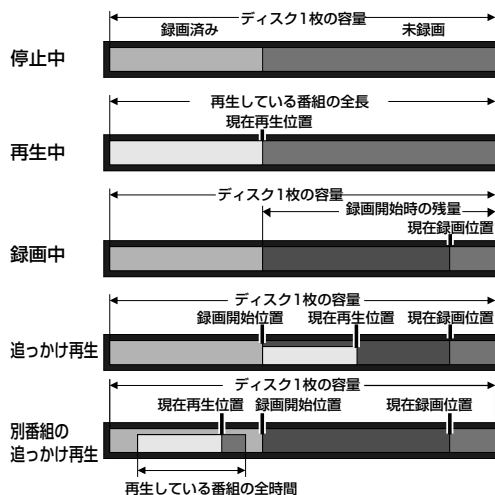 ディスク1枚の容量
録画済み 未録画
停止中
再生している番組の全長
現在再生位置
再生中
ディスク1枚の容量
録画開始時の残量
現在録画位置
録画中
ディスク1枚の容量
録画開始位置 現在再生位置 現在録画位置
追っかけ再生
ディスク1枚の容量
現在再生位置 録画開始位置 現在録画位置
別番組の
追っかけ再生
再生している番組の全時間